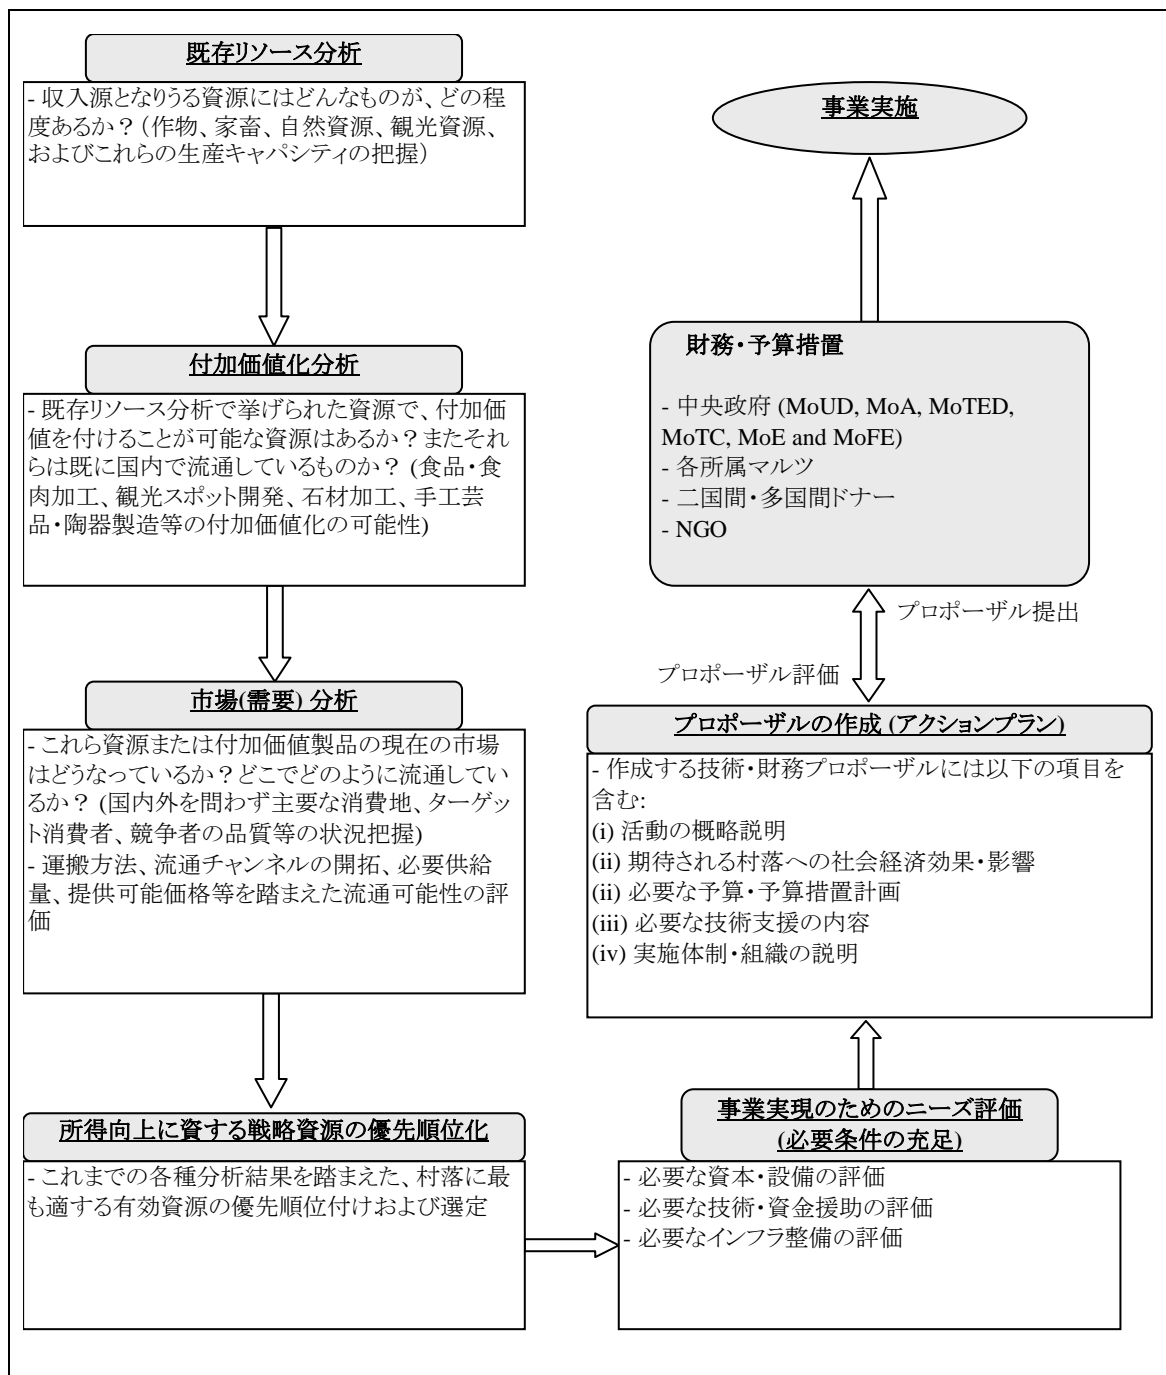 既存リソース分析
- 収入源となりうる資源にはどんなものが、どの程
度あるか？（作物、家畜、自然資源、観光資源、
およびこれらの生産キャパシティの把握）
付加価値化分析
- 既存リソース分析で挙げられた資源で、付加価
値を付けることが可能な資源はあるか？またそれ
らは既に国内で流通しているものか？ (食品・食
肉加工、観光スポット開発、石材加工、手工芸
品・陶器製造等の付加価値化の可能性)
市場(需要) 分析
- これら資源または付加価値製品の現在の市場
はどうなっているか？どこでどのように流通してい
るか？ (国内外を問わず主要な消費地、ターゲッ
ト消費者、競争者の品質等の状況把握)
- 運搬方法、流通チャンネルの開拓、必要供給
量、提供可能価格等を踏まえた流通可能性の評
価
所得向上に資する戦略資源の優先順位化
- これまでの各種分析結果を踏まえた、村落に最
も適する有効資源の優先順位付けおよび選定
事業実現のためのニーズ評価
(必要条件の充足)
- 必要な資本・設備の評価
- 必要な技術・資金援助の評価
- 必要なインフラ整備の評価
プロポーザルの作成 (アクションプラン)
- 作成する技術・財務プロポーザルには以下の項目を
含む:
(i) 活動の概略説明
(ii) 期待される村落への社会経済効果・影響
(ii) 必要な予算・予算措置計画
(iii) 必要な技術支援の内容
(iv) 実施体制・組織の説明
プロポーザル評価
プロポーザル提出
財務・予算措置
- 中央政府 (MoUD, MoA, MoTED,
MoTC, MoE and MoFE)
- 各所属マルツ
- 二国間・多国間ドナー
- NGO
事業実施